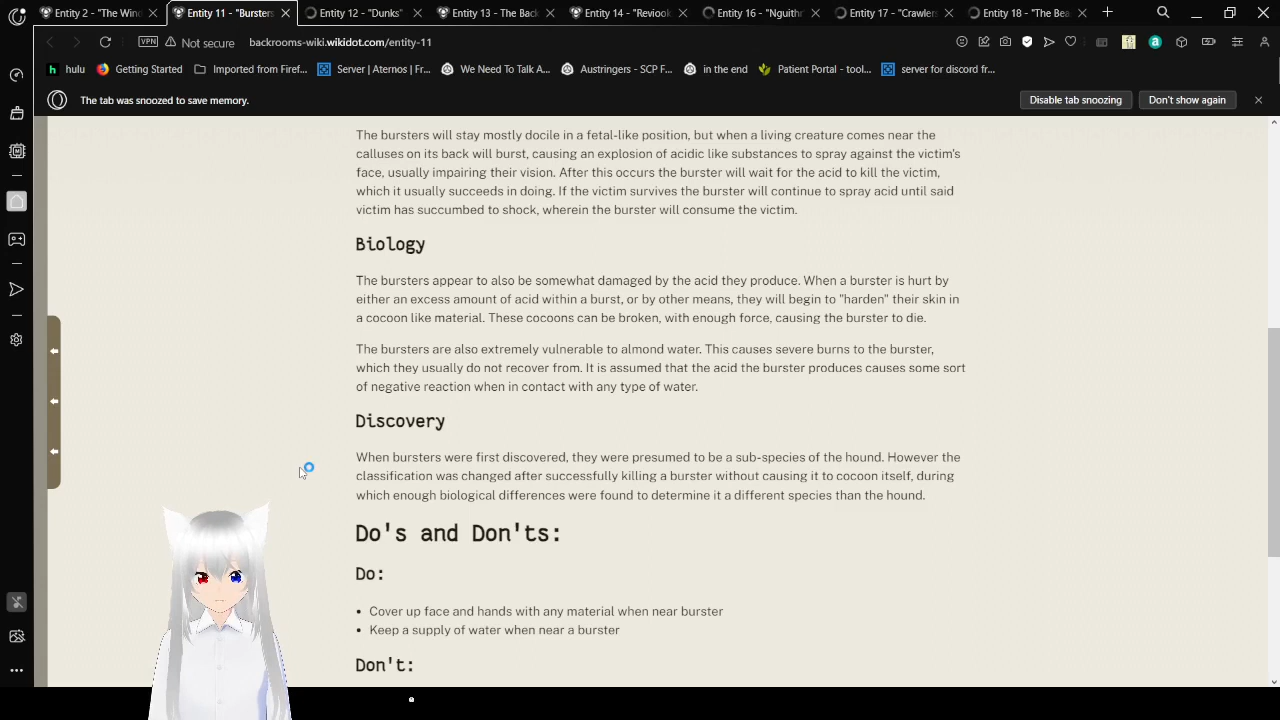 Entity 2 - "The Wind
Entity 11 - "Bursters
Entity 12 - "Dunks"
Entity 13 - The Back
Entity 14 - "Reviook
Entity 16 - "Nguithr
Entity 17 - "Crawlers
Entity 18 - "The Bea
VPN
Not secure
backrooms-wiki.wikidot.com/entity-11
hulu
Getting Started
Imported from Firef...
Server | Aternos | Fr...
We Need To Talk A...
Austringers - SCP F...
in the end
Patient Portal - tool...
server for discord fr...
The tab was snoozed to save memory.
Disable tab snoozing
Don't show again
The bursters will stay mostly docile in a fetal-like position, but when a living creature comes near the
calluses on its back will burst, causing an explosion of acidic like substances to spray against the victim's
face, usually impairing their vision. After this occurs the burster will wait for the acid to kill the victim,
which it usually succeeds in doing. If the victim survives the burster will continue to spray acid until said
victim has succumbed to shock, wherein the burster will consume the victim.
Biology
The bursters appear to also be somewhat damaged by the acid they produce. When a burster is hurt by
either an excess amount of acid within a burst, or by other means, they will begin to "harden" their skin in
a cocoon like material. These cocoons can be broken, with enough force, causing the burster to die.
The bursters are also extremely vulnerable to almond water. This causes severe burns to the burster,
which they usually do not recover from. It is assumed that the acid the burster produces causes some sort
of negative reaction when in contact with any type of water.
Discovery
When bursters were first discovered, they were presumed to be a sub-species of the hound. However the
classification was changed after successfully killing a burster without causing it to cocoon itself, during
which enough biological differences were found to determine it a different species than the hound.
Do's and Don'ts:
Do:
• Cover up face and hands with any material when near burster
• Keep a supply of water when near a burster
Don't: